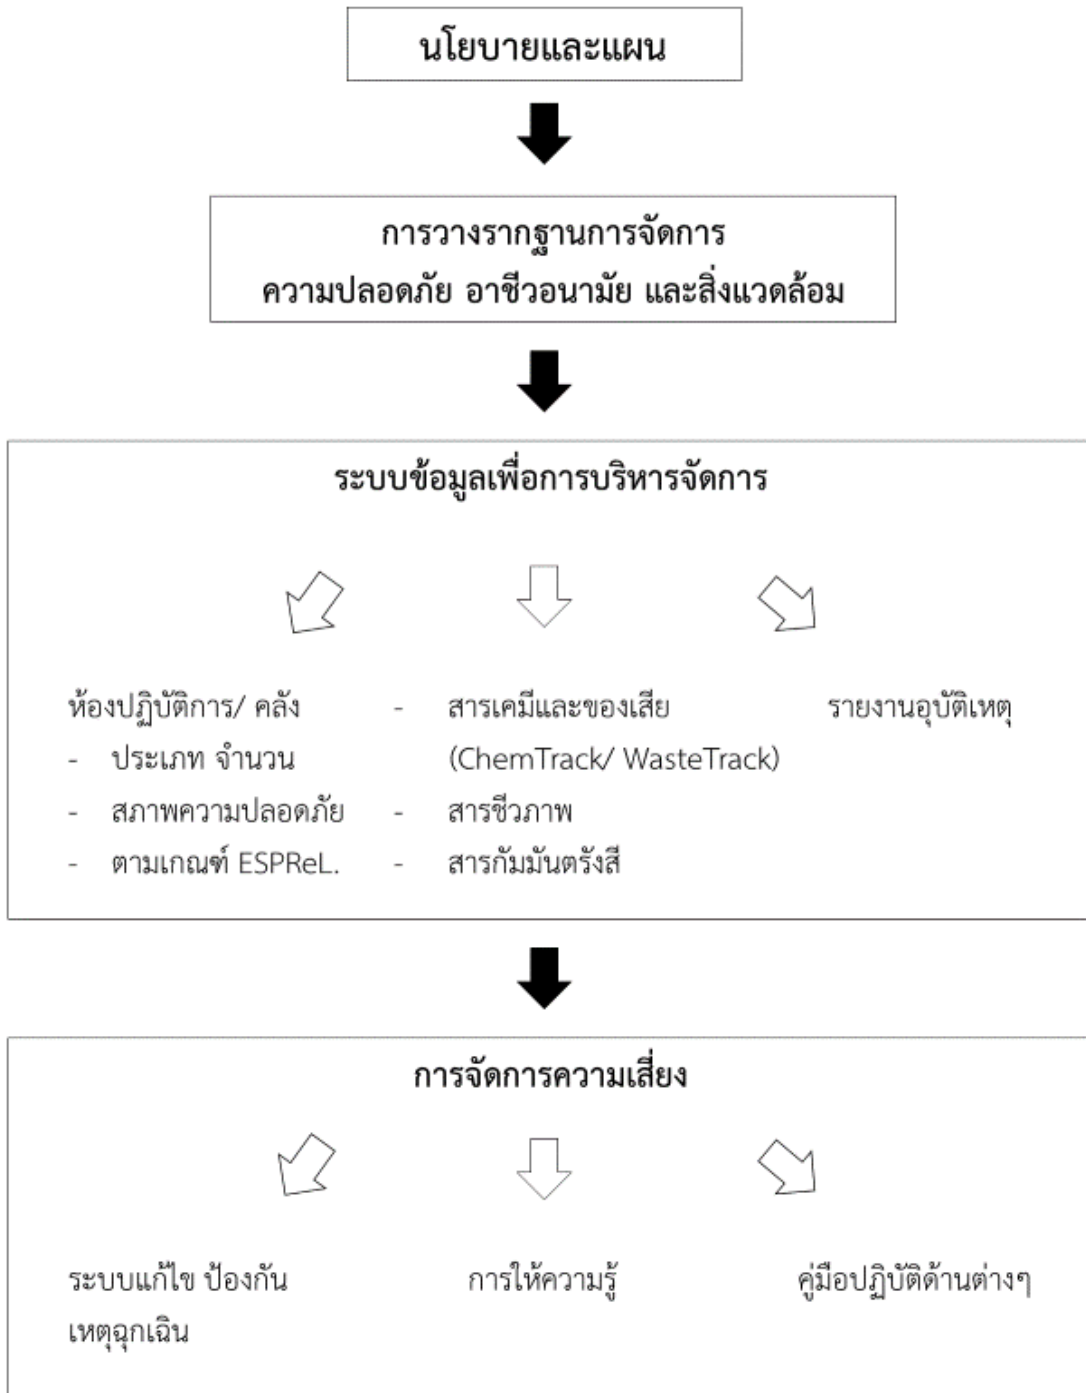 นโยบายและแผน
การวางรากฐานการจัดการ
ความปลอดภัย อาชีวอนามัย และสิ่งแวดล้อม
ระบบข้อมูลเพื่อการบริหารจัดการ
ห้องปฏิบัติการ/ คลัง
- ประเภท จำนวน
- สภาพความปลอดภัย
- ตามเกณฑ์ ESPReL.
- สารเคมีและของเสีย
(ChemTrack/ WasteTrack)
- สารชีวภาพ
- สารกัมมันตรังสี
รายงานอุบัติเหตุ
การจัดการความเสี่ยง
ระบบแก้ไข ป้องกัน
เหตุฉุกเฉิน
การให้ความรู้
คู่มือปฏิบัติด้านต่างๆ